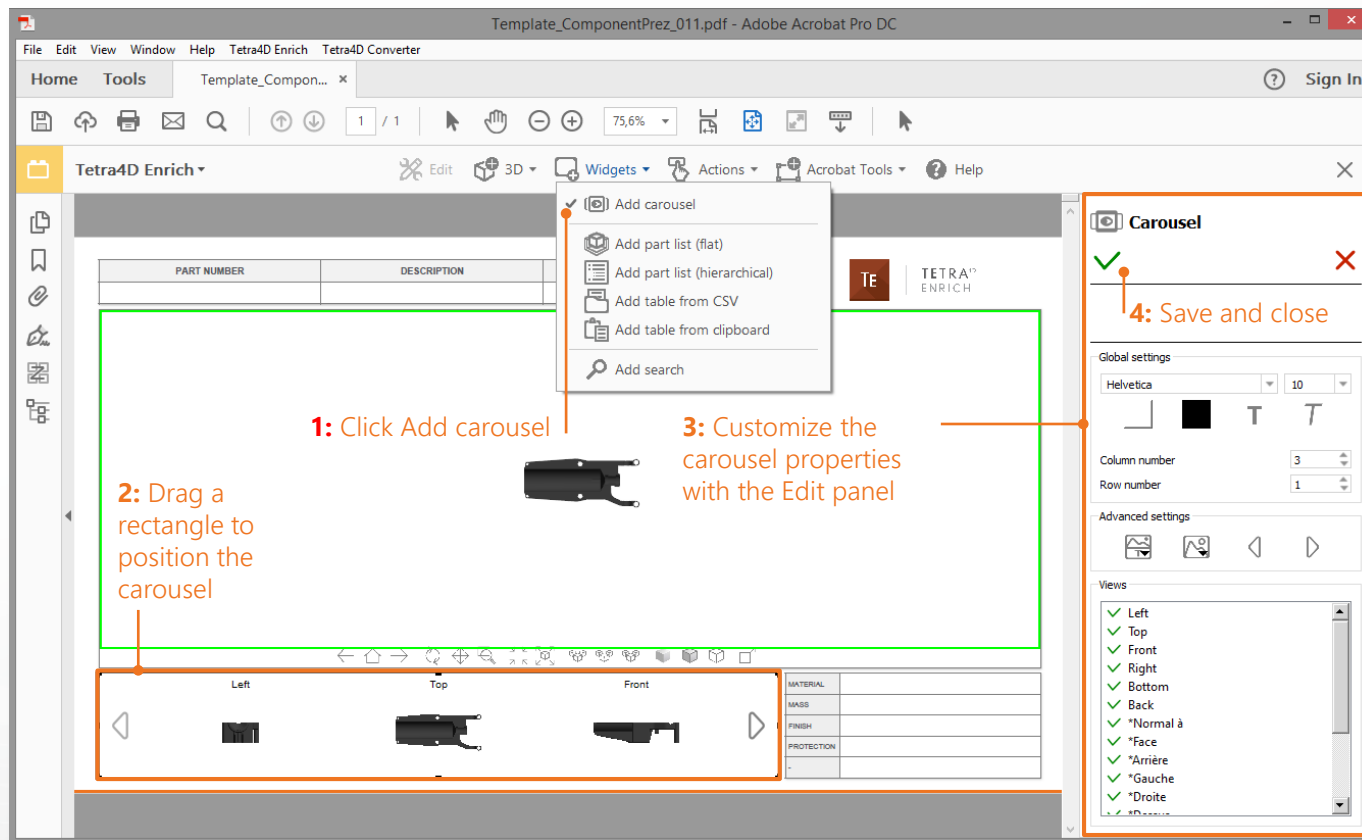 Template_ComponentPrez_011.pdf - Adobe Acrobat Pro DC
File Edit View Window Help Tetra4D Enrich Tetra4D Converter
Home Tools Template_Compon... × ? Sign In
1 / 1 75,6%
Tetra4D Enrich Edit 3D Widgets Actions Acrobat Tools ? Help
Add carousel
Add part list (flat)
Add part list (hierarchical)
Add table from CSV
Add table from clipboard
Add search
PART NUMBER DESCRIPTION
TE TETRA4D
ENRICH
1: Click Add carousel
2: Drag a
rectangle to
position the
carousel
3: Customize the
carousel properties
with the Edit panel
Left Top Front
MATERIAL
MASS
FINISH
PROTECTION
-
Carousel
4: Save and close
Global settings
Helvetica 10
T T
Column number 3
Row number 1
Advanced settings
Views
Left
Top
Front
Right
Bottom
Back
*Normal à
*Face
*Arrière
*Gauche
*Droite